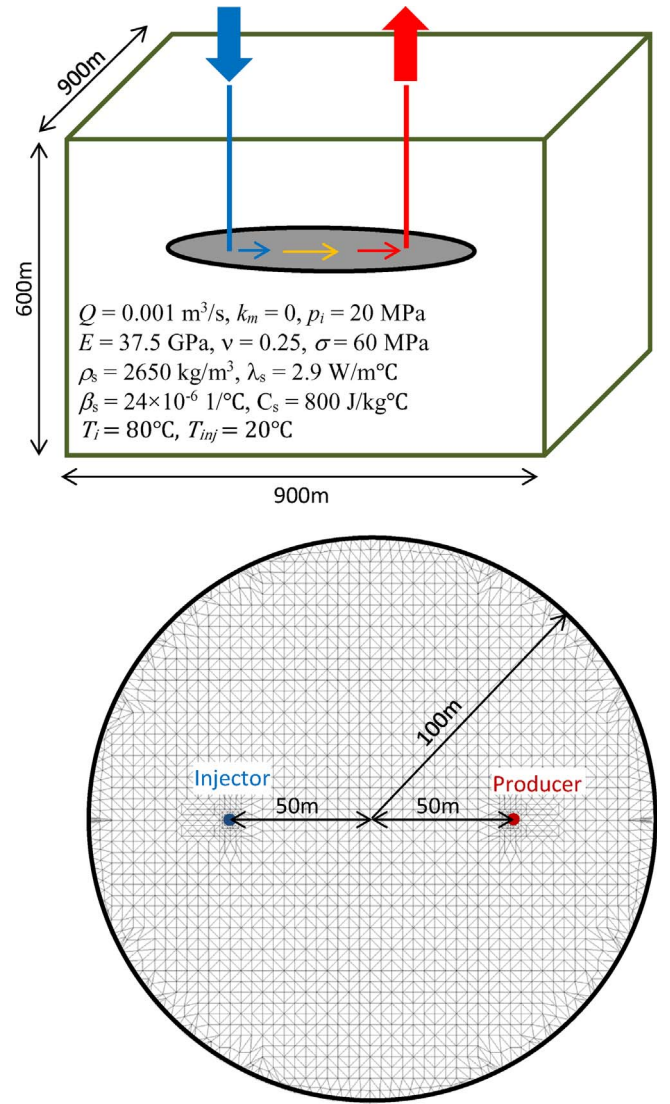 900m
600m
Q = 0.001 m³/s, kₘ = 0, pᵢ = 20 MPa
E = 37.5 GPa, ν = 0.25, σ = 60 MPa
ρₛ = 2650 kg/m³, λₛ = 2.9 W/m°C
βₛ = 24×10⁻⁶ 1/°C, Cₛ = 800 J/kg°C
Tᵢ = 80°C, Tᵢₙⱼ = 20°C
900m
100m
Injector
Producer
50m
50m